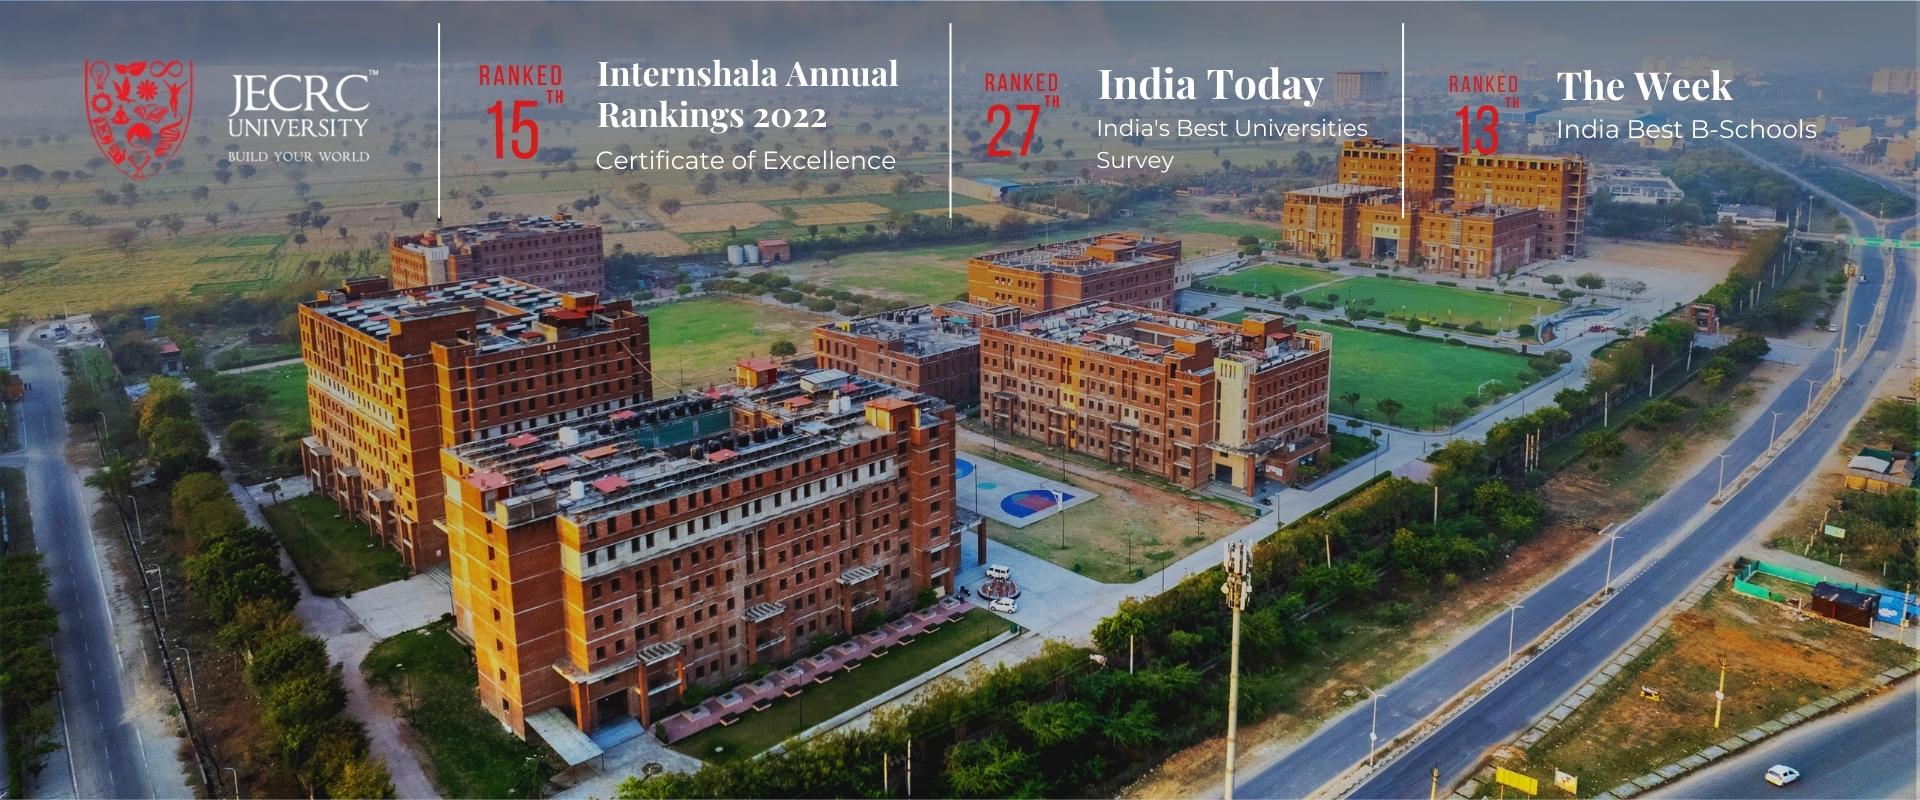 JECRC™
UNIVERSITY
BUILD YOUR WORLD
RANKED
15TH
Internshala Annual
Rankings 2022
Certificate of Excellence
RANKED
27TH
India Today
India's Best Universities
Survey
RANKED
13TH
The Week
India Best B-Schools